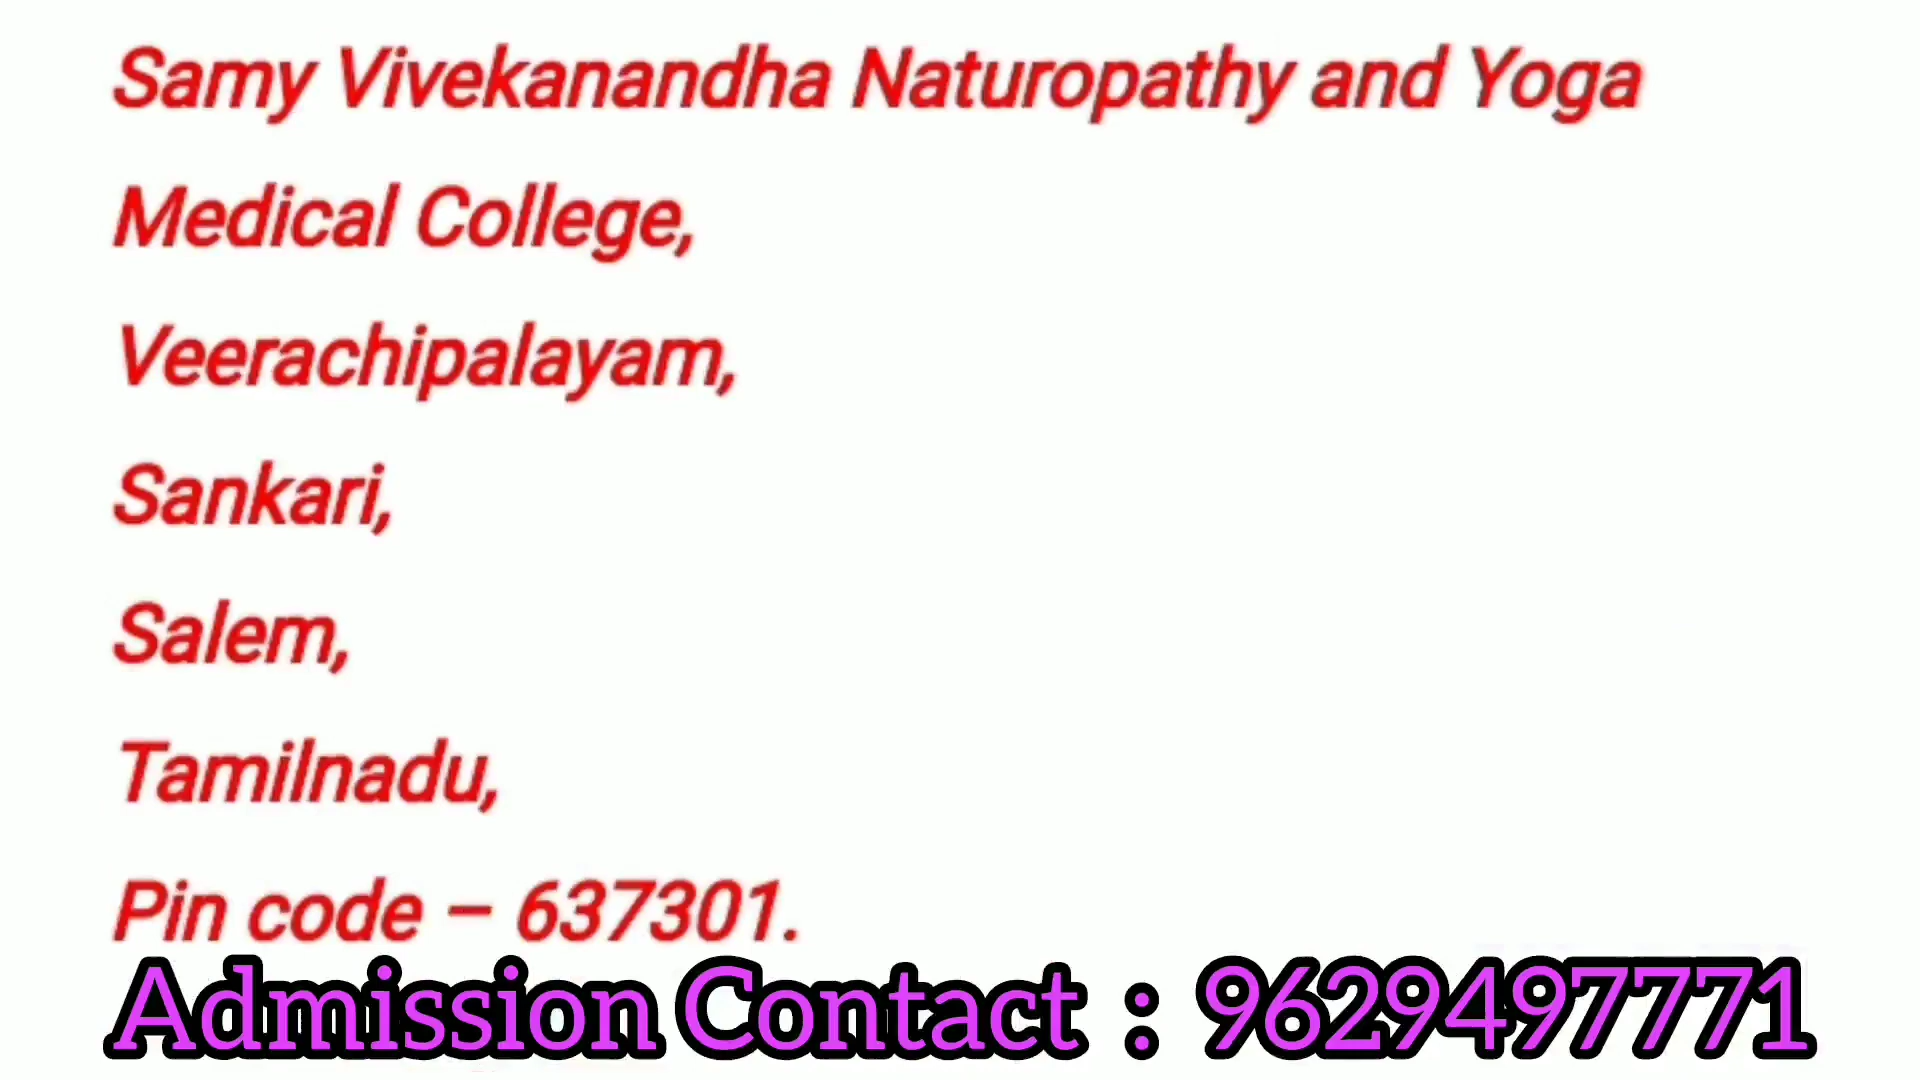 Samy Vivekanandha Naturopathy and Yoga
Medical College,
Veerachipalayam,
Sankari,
Salem,
Tamilnadu,
Pin code – 637301.
Admission Contact : 9629497771